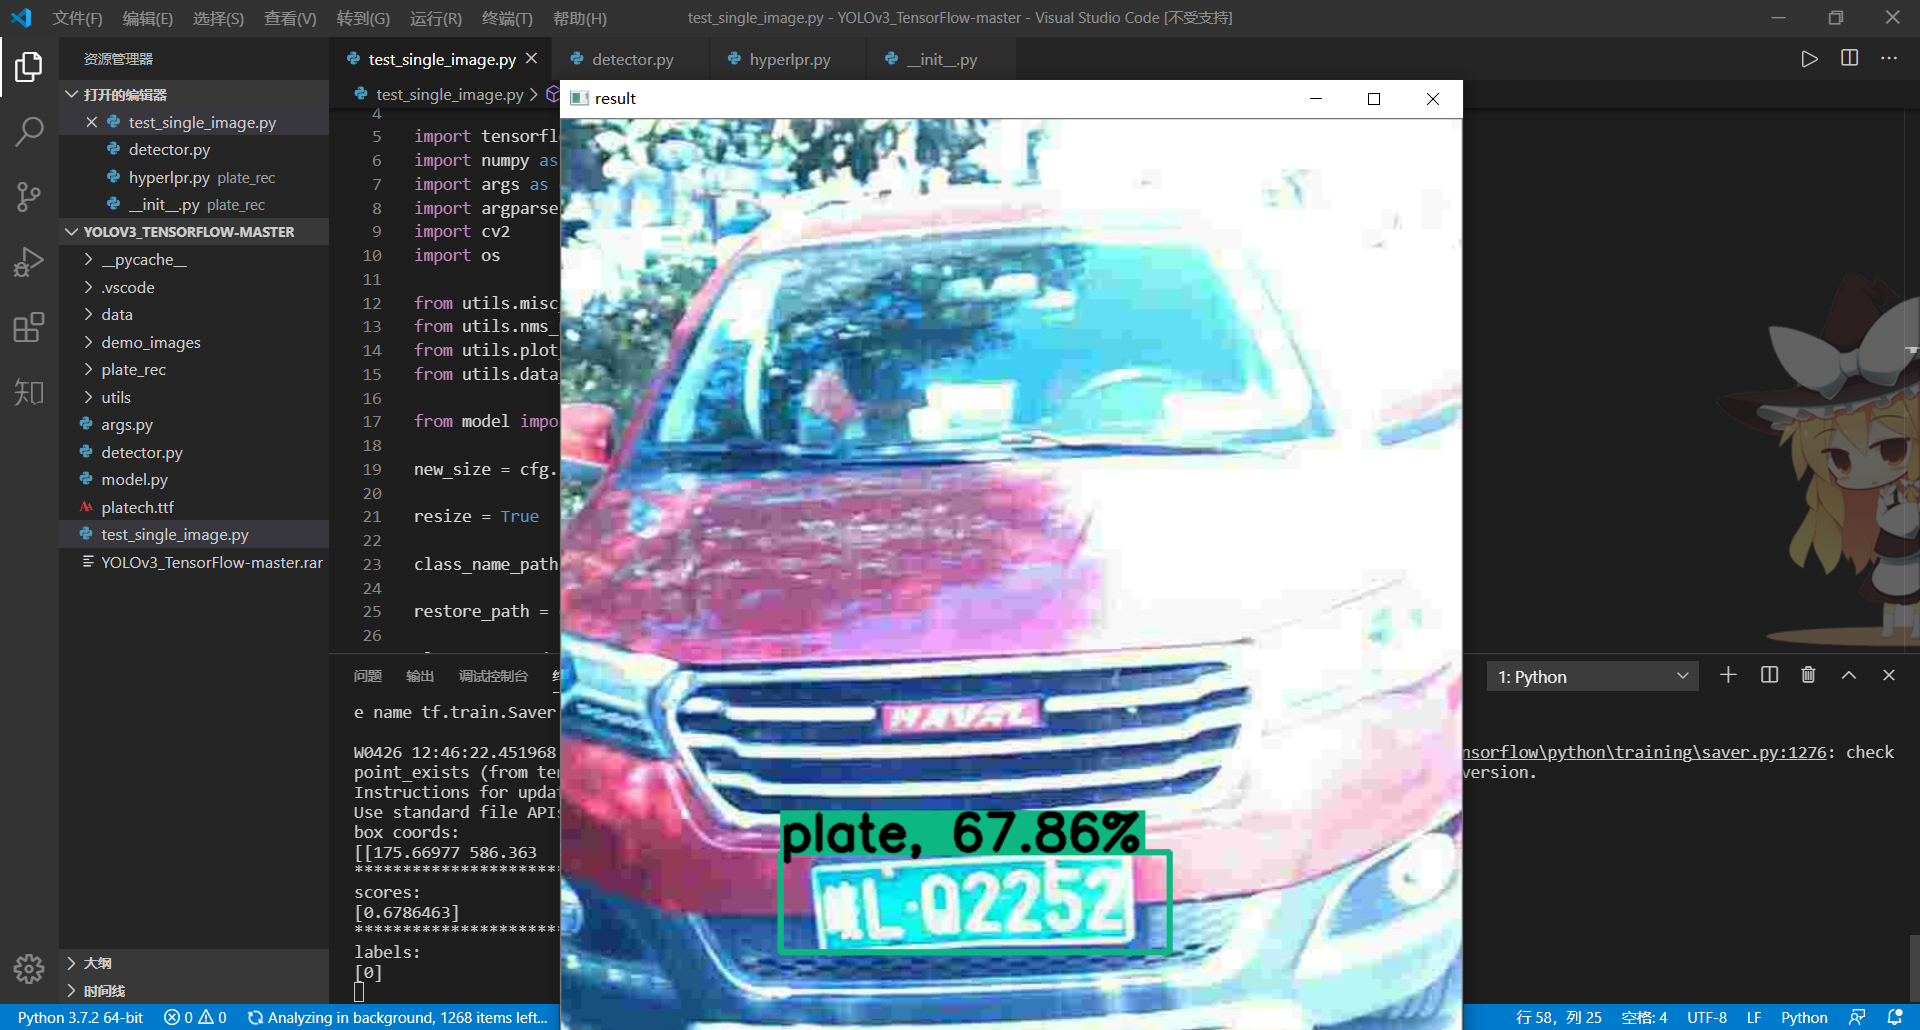 文件(F) 编辑(E) 选择(S) 查看(V) 转到(G) 运行(R) 终端(T) 帮助(H) test_single_image.py - YOLOv3_TensorFlow-master - Visual Studio Code [不受支持]
资源管理器
打开的编辑器
test_single_image.py
detector.py
hyperlpr.py plate_rec
__init__.py plate_rec
YOLOV3_TENSORFLOW-MASTER
__pycache__
.vscode
data
demo_images
plate_rec
utils
args.py
detector.py
model.py
platech.ttf
test_single_image.py
YOLOv3_TensorFlow-master.rar
大纲
时间线
知
test_single_image.py detector.py hyperlpr.py __init__.py
test_single_image.py
4
5 import tensorfl
6 import numpy as
7 import args as
8 import argparse
9 import cv2
10 import os
11
12 from utils.misc_
13 from utils.nms_
14 from utils.plot_
15 from utils.data_
16
17 from model impo
18
19 new_size = cfg.
20
21 resize = True
22
23 class_name_path
24
25 restore_path =
26
result
HAVAL
plate, 67.86%
L·Q2252
问题 输出 调试控制台
1: Python
e name tf.train.Saver
W0426 12:46:22.451968 nsorflow\python\training\saver.py:1276: check
point_exists (from ten version.
Instructions for updat
Use standard file APIs
box coords:
[[175.66977 586.363
***********************
scores:
[0.6786463]
***********************
labels:
[0]
Python 3.7.2 64-bit 0 0 Analyzing in background, 1268 items left... 行 58，列 25 空格: 4 UTF-8 LF Python